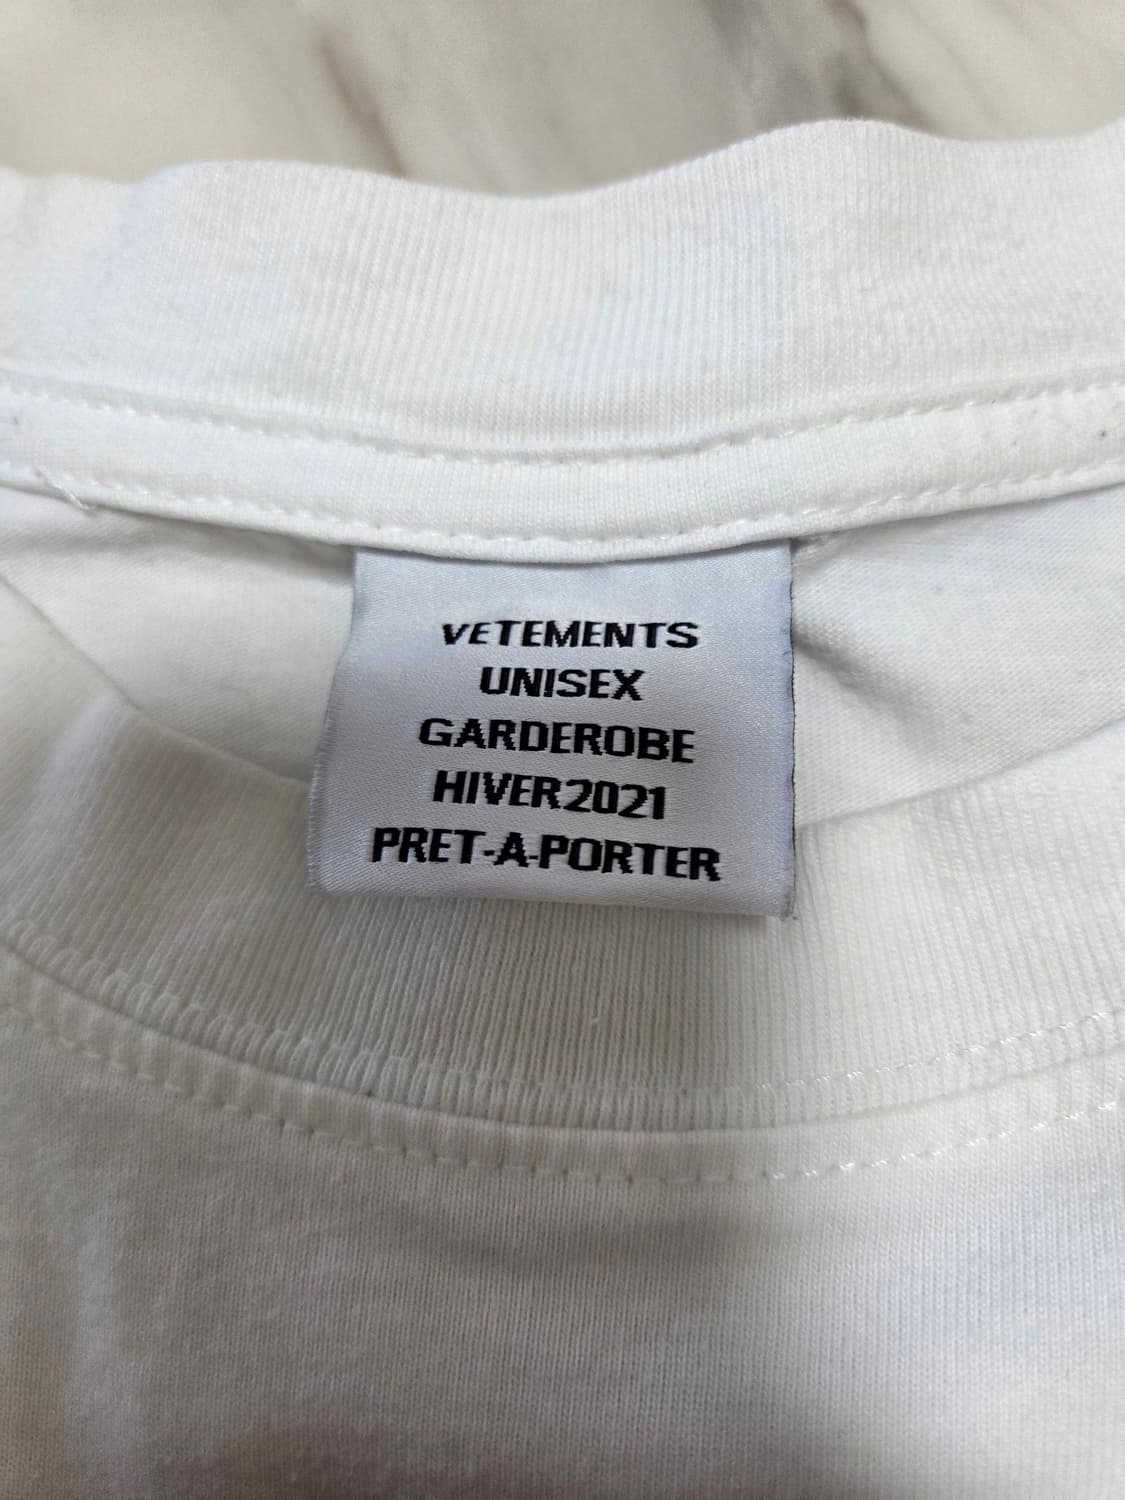 VETEMENTS
UNISEX
GARDEROBE
HIVER2021
PRET-A-PORTER